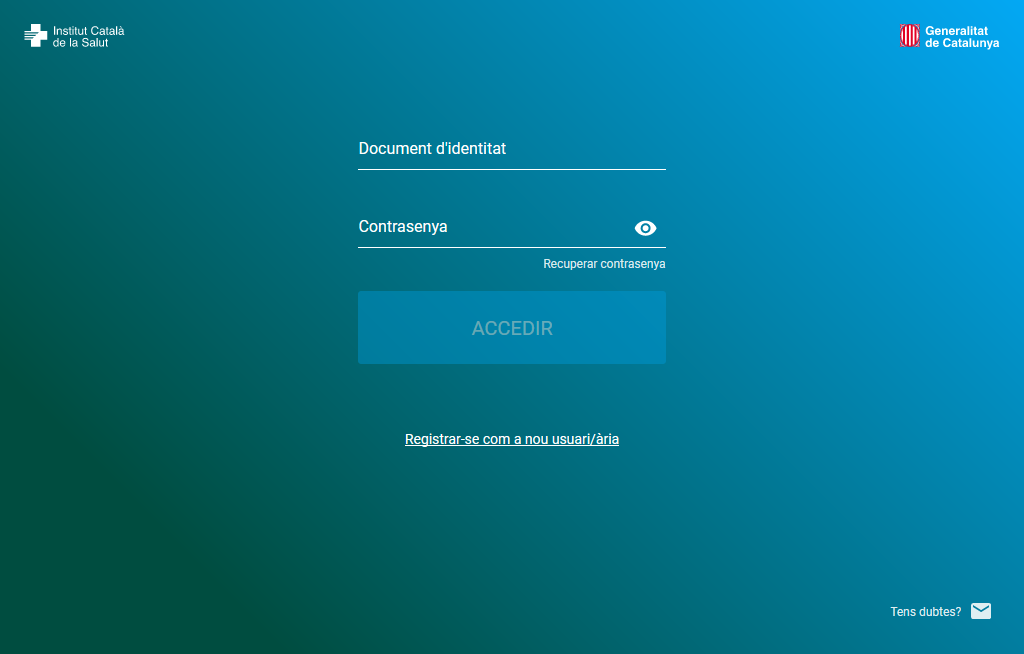 Institut Català
de la Salut
Generalitat
de Catalunya
Document d'identitat
Contrasenya
Recuperar contrasenya
ACCEDIR
Registrar-se com a nou usuari/ària
Tens dubtes?